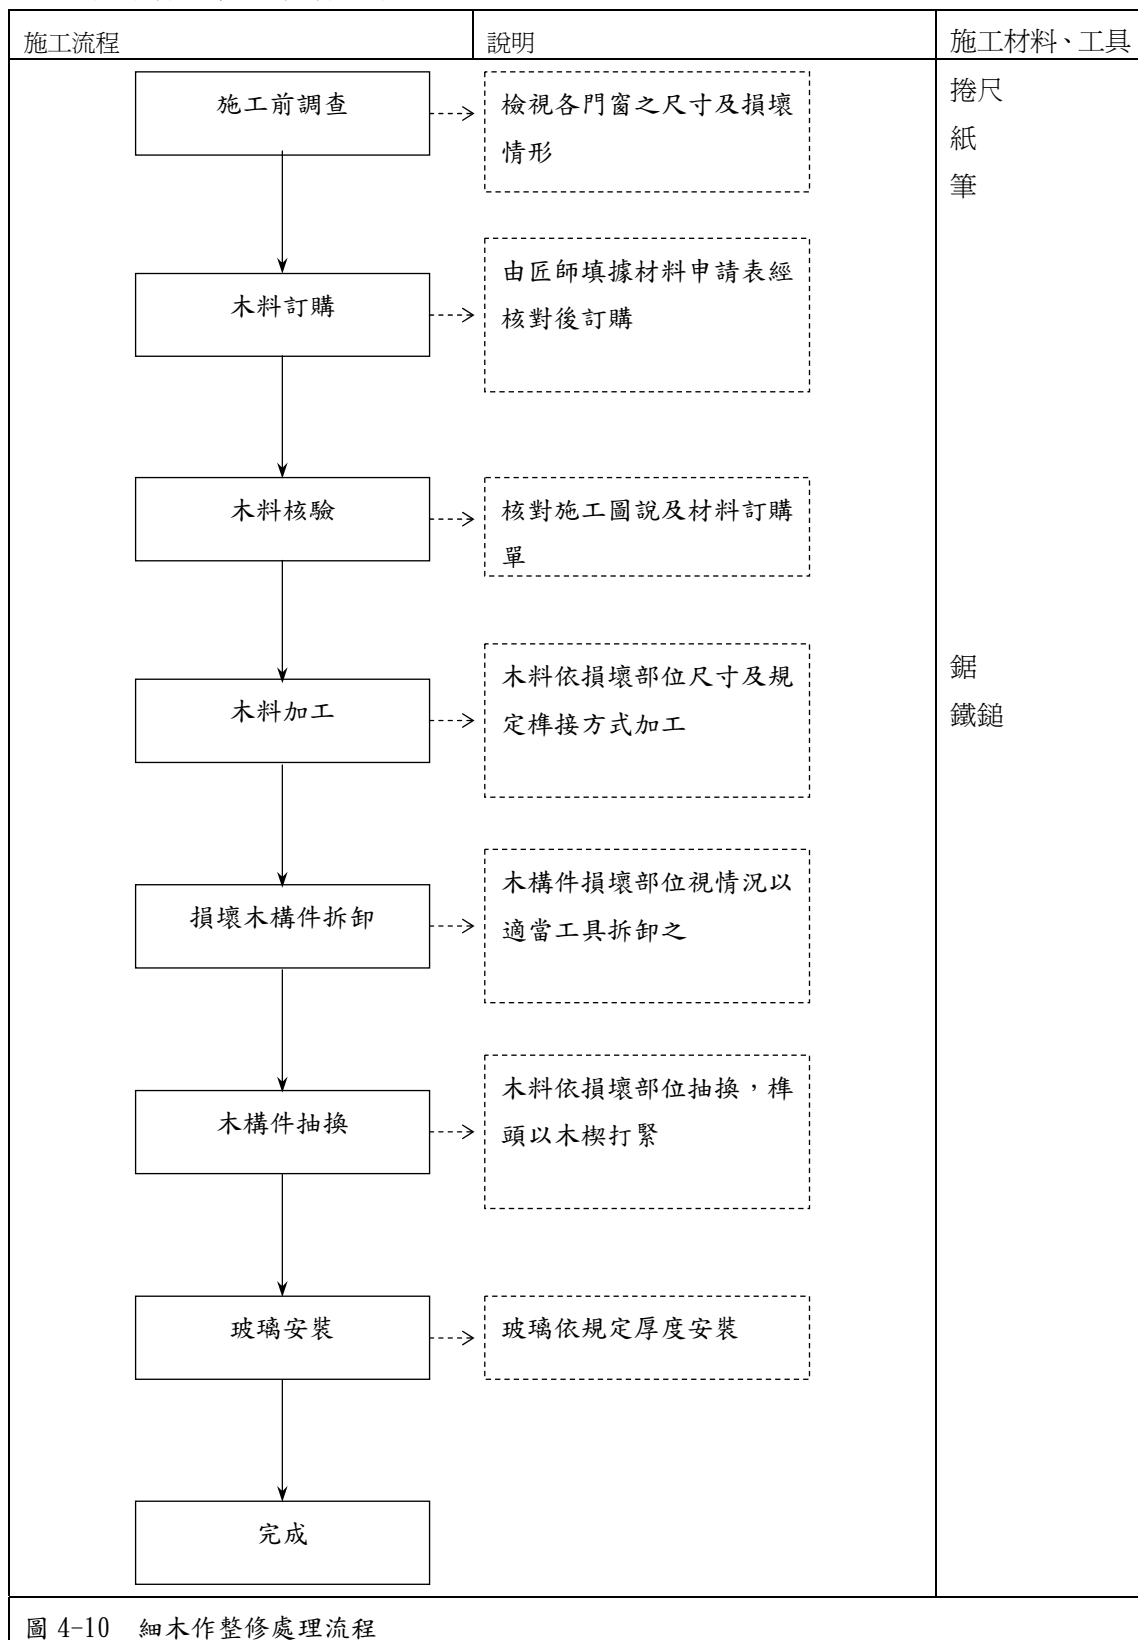 施工流程
說明
施工材料、工具
施工前調查
檢視各門窗之尺寸及損壞
情形
捲尺
紙
筆
木料訂購
由匠師填據材料申請表經
核對後訂購
木料核驗
核對施工圖說及材料訂購
單
木料加工
木料依損壞部位尺寸及規
定榫接方式加工
鋸
鐵鎚
損壞木構件拆卸
木構件損壞部位視情況以
適當工具拆卸之
木構件抽換
木料依損壞部位抽換，榫
頭以木楔打緊
玻璃安裝
玻璃依規定厚度安裝
完成
圖 4-10　細木作整修處理流程